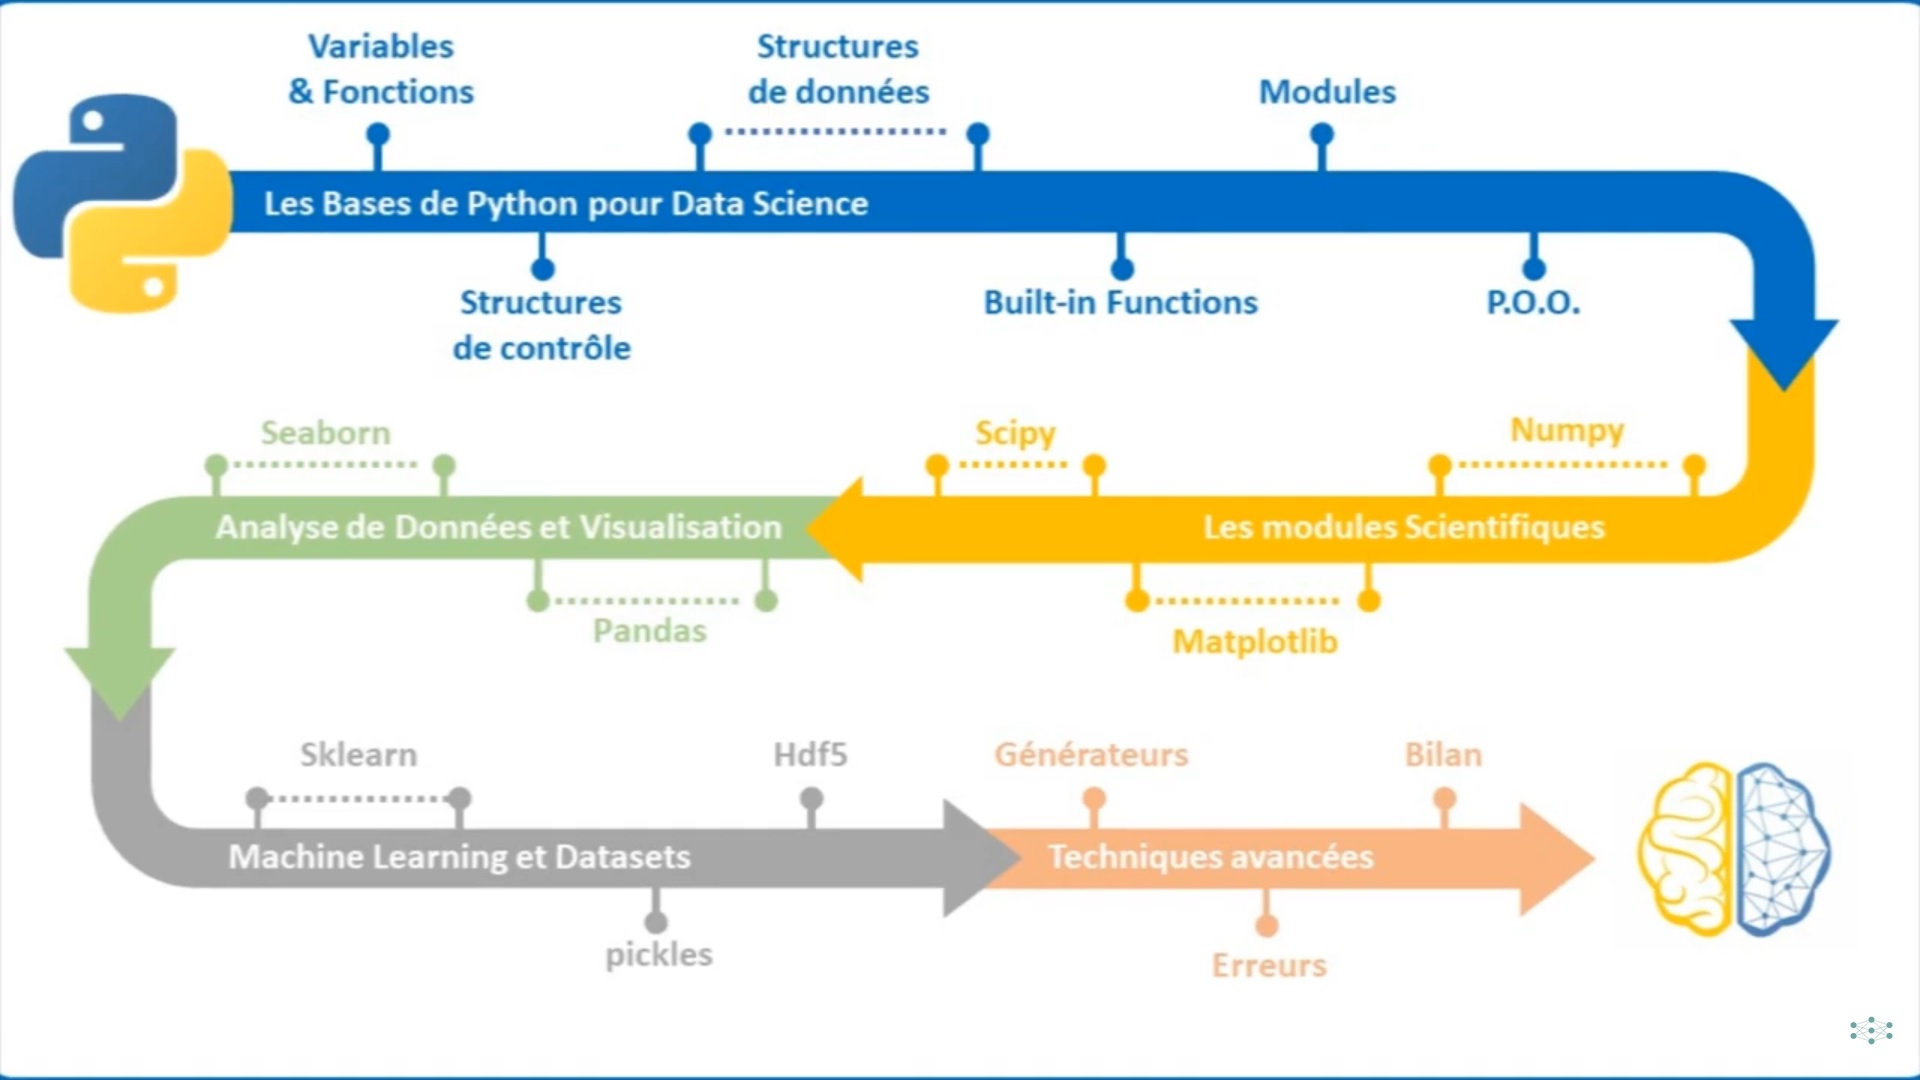 Variables
& Fonctions
Structures
de données
Modules
Les Bases de Python pour Data Science
Structures
de contrôle
Built-in Functions
P.O.O.
Numpy
Scipy
Seaborn
Les modules Scientifiques
Analyse de Données et Visualisation
Matplotlib
Pandas
Sklearn
Hdf5
Générateurs
Bilan
Machine Learning et Datasets
Techniques avancées
pickles
Erreurs